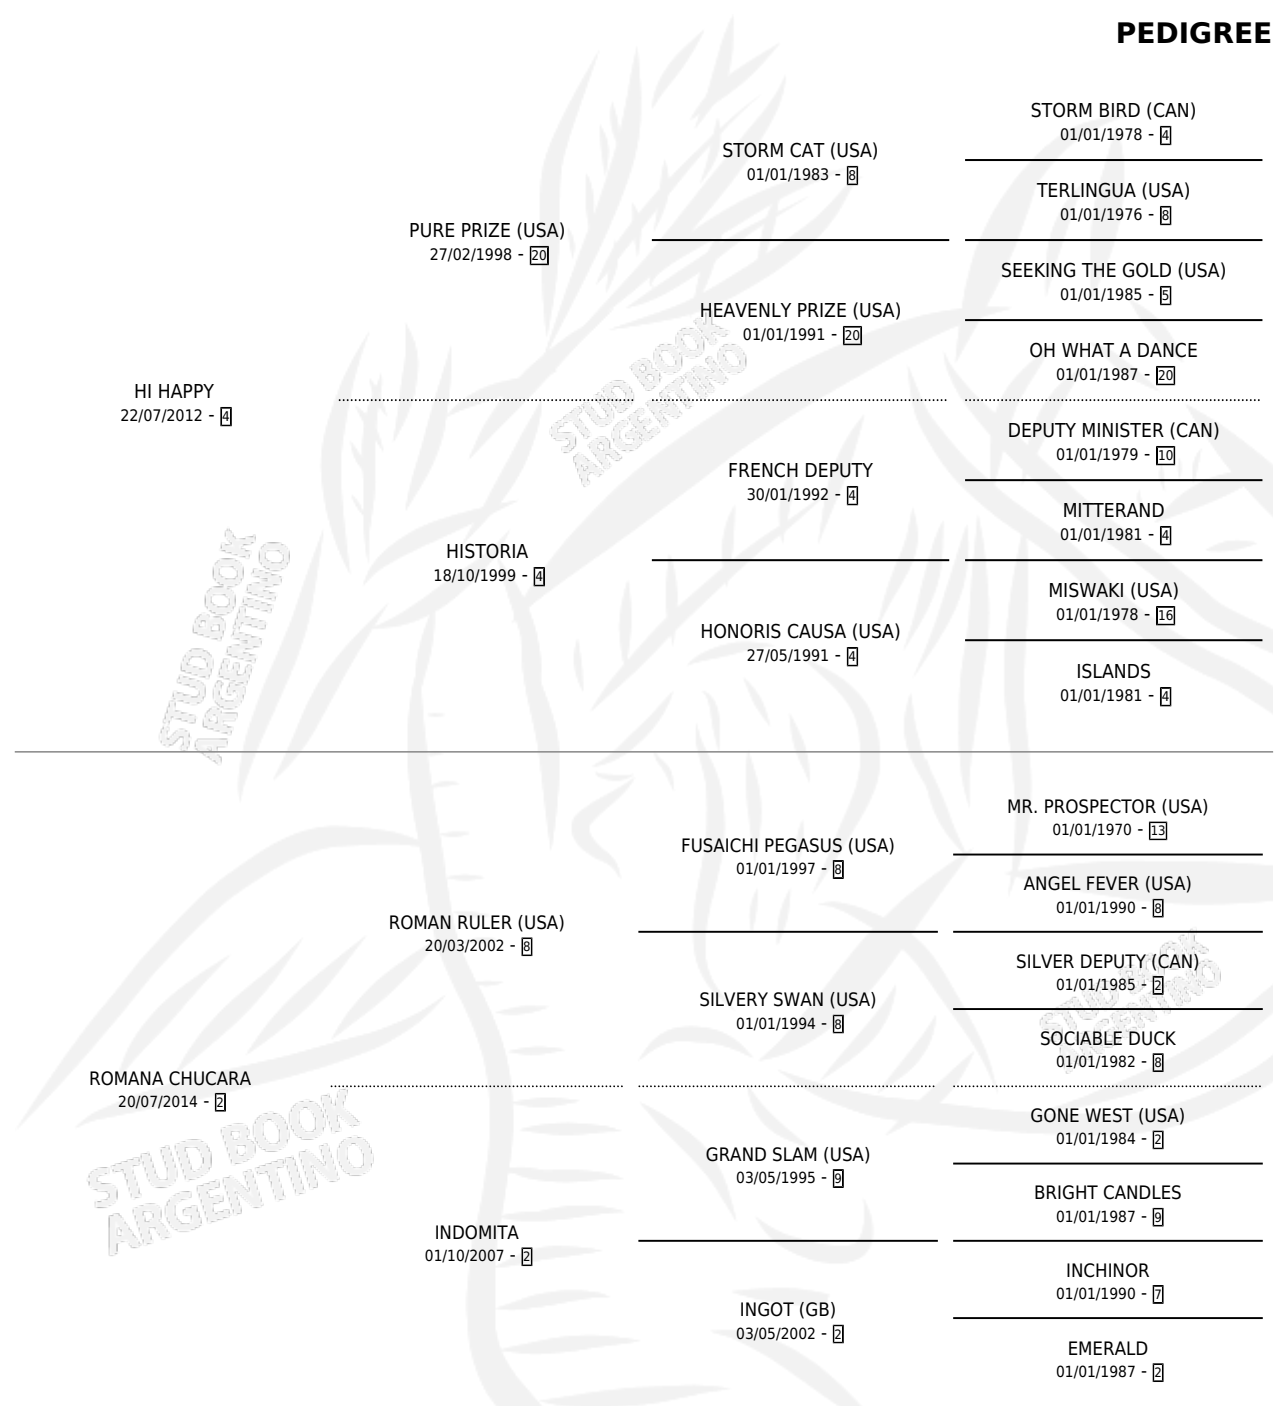 PEDIGREE
STORM BIRD (CAN)
01/01/1978 - 4
STORM CAT (USA)
01/01/1983 - 8
TERLINGUA (USA)
01/01/1976 - 8
PURE PRIZE (USA)
27/02/1998 - 20
SEEKING THE GOLD (USA)
01/01/1985 - 5
HEAVENLY PRIZE (USA)
01/01/1991 - 20
OH WHAT A DANCE
01/01/1987 - 20
HI HAPPY
22/07/2012 - 4
STUD BOOK
ARGENTINO
DEPUTY MINISTER (CAN)
01/01/1979 - 10
FRENCH DEPUTY
30/01/1992 - 4
MITTERAND
01/01/1981 - 4
HISTORIA
18/10/1999 - 4
MISWAKI (USA)
01/01/1978 - 16
HONORIS CAUSA (USA)
27/05/1991 - 4
ISLANDS
01/01/1981 - 4
STUD BOOK
ARGENTINO
MR. PROSPECTOR (USA)
01/01/1970 - 13
FUSAICHI PEGASUS (USA)
01/01/1997 - 8
ANGEL FEVER (USA)
01/01/1990 - 8
ROMAN RULER (USA)
20/03/2002 - 8
SILVER DEPUTY (CAN)
01/01/1985 - 2
SILVERY SWAN (USA)
01/01/1994 - 8
STUD BOOK
ARGENTINO
SOCIABLE DUCK
01/01/1982 - 8
ROMANA CHUCARA
20/07/2014 - 2
STUD BOOK
ARGENTINO
GONE WEST (USA)
01/01/1984 - 2
GRAND SLAM (USA)
03/05/1995 - 9
BRIGHT CANDLES
01/01/1987 - 9
INDOMITA
01/10/2007 - 2
INCHINOR
01/01/1990 - 7
INGOT (GB)
03/05/2002 - 2
EMERALD
01/01/1987 - 2